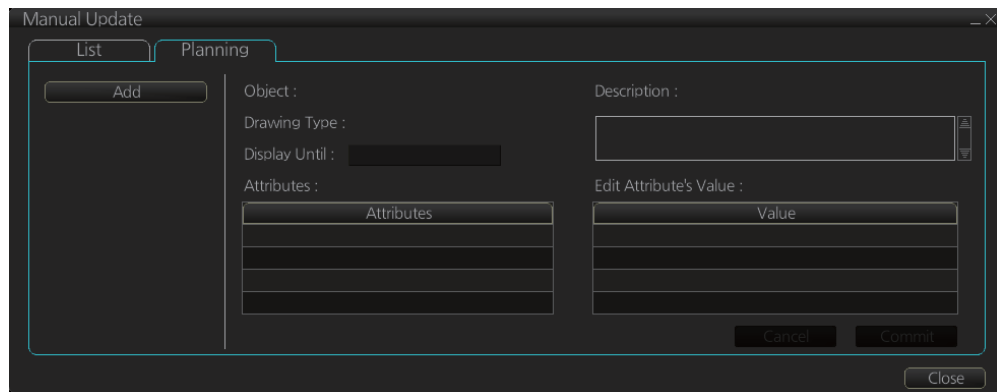 Manual Update
List Planning
Add
Object :
Description :
Drawing Type :
Display Until :
Attributes :
Edit Attribute's Value :
Attributes
Value
Cancel Commit
Close